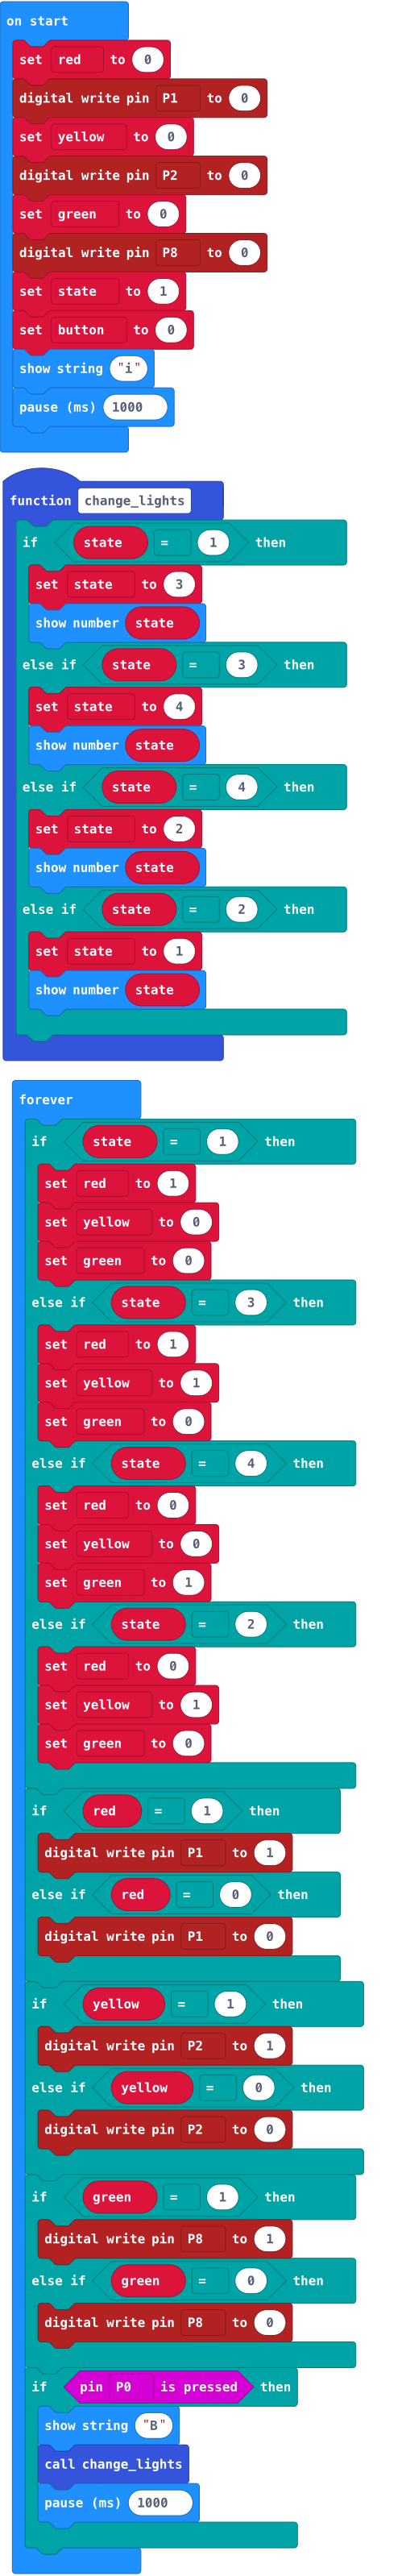 on start
set red to 0
digital write pin P1 to 0
set yellow to 0
digital write pin P2 to 0
set green to 0
digital write pin P8 to 0
set state to 1
set button to 0
show string "i"
pause (ms) 1000
function change_lights
if state = 1 then
set state to 3
show number state
else if state = 3 then
set state to 4
show number state
else if state = 4 then
set state to 2
show number state
else if state = 2 then
set state to 1
show number state
forever
if state = 1 then
set red to 1
set yellow to 0
set green to 0
else if state = 3 then
set red to 1
set yellow to 1
set green to 0
else if state = 4 then
set red to 0
set yellow to 0
set green to 1
else if state = 2 then
set red to 0
set yellow to 1
set green to 0
if red = 1 then
digital write pin P1 to 1
else if red = 0 then
digital write pin P1 to 0
if yellow = 1 then
digital write pin P2 to 1
else if yellow = 0 then
digital write pin P2 to 0
if green = 1 then
digital write pin P8 to 1
else if green = 0 then
digital write pin P8 to 0
if pin P0 is pressed then
show string "B"
call change_lights
pause (ms) 1000